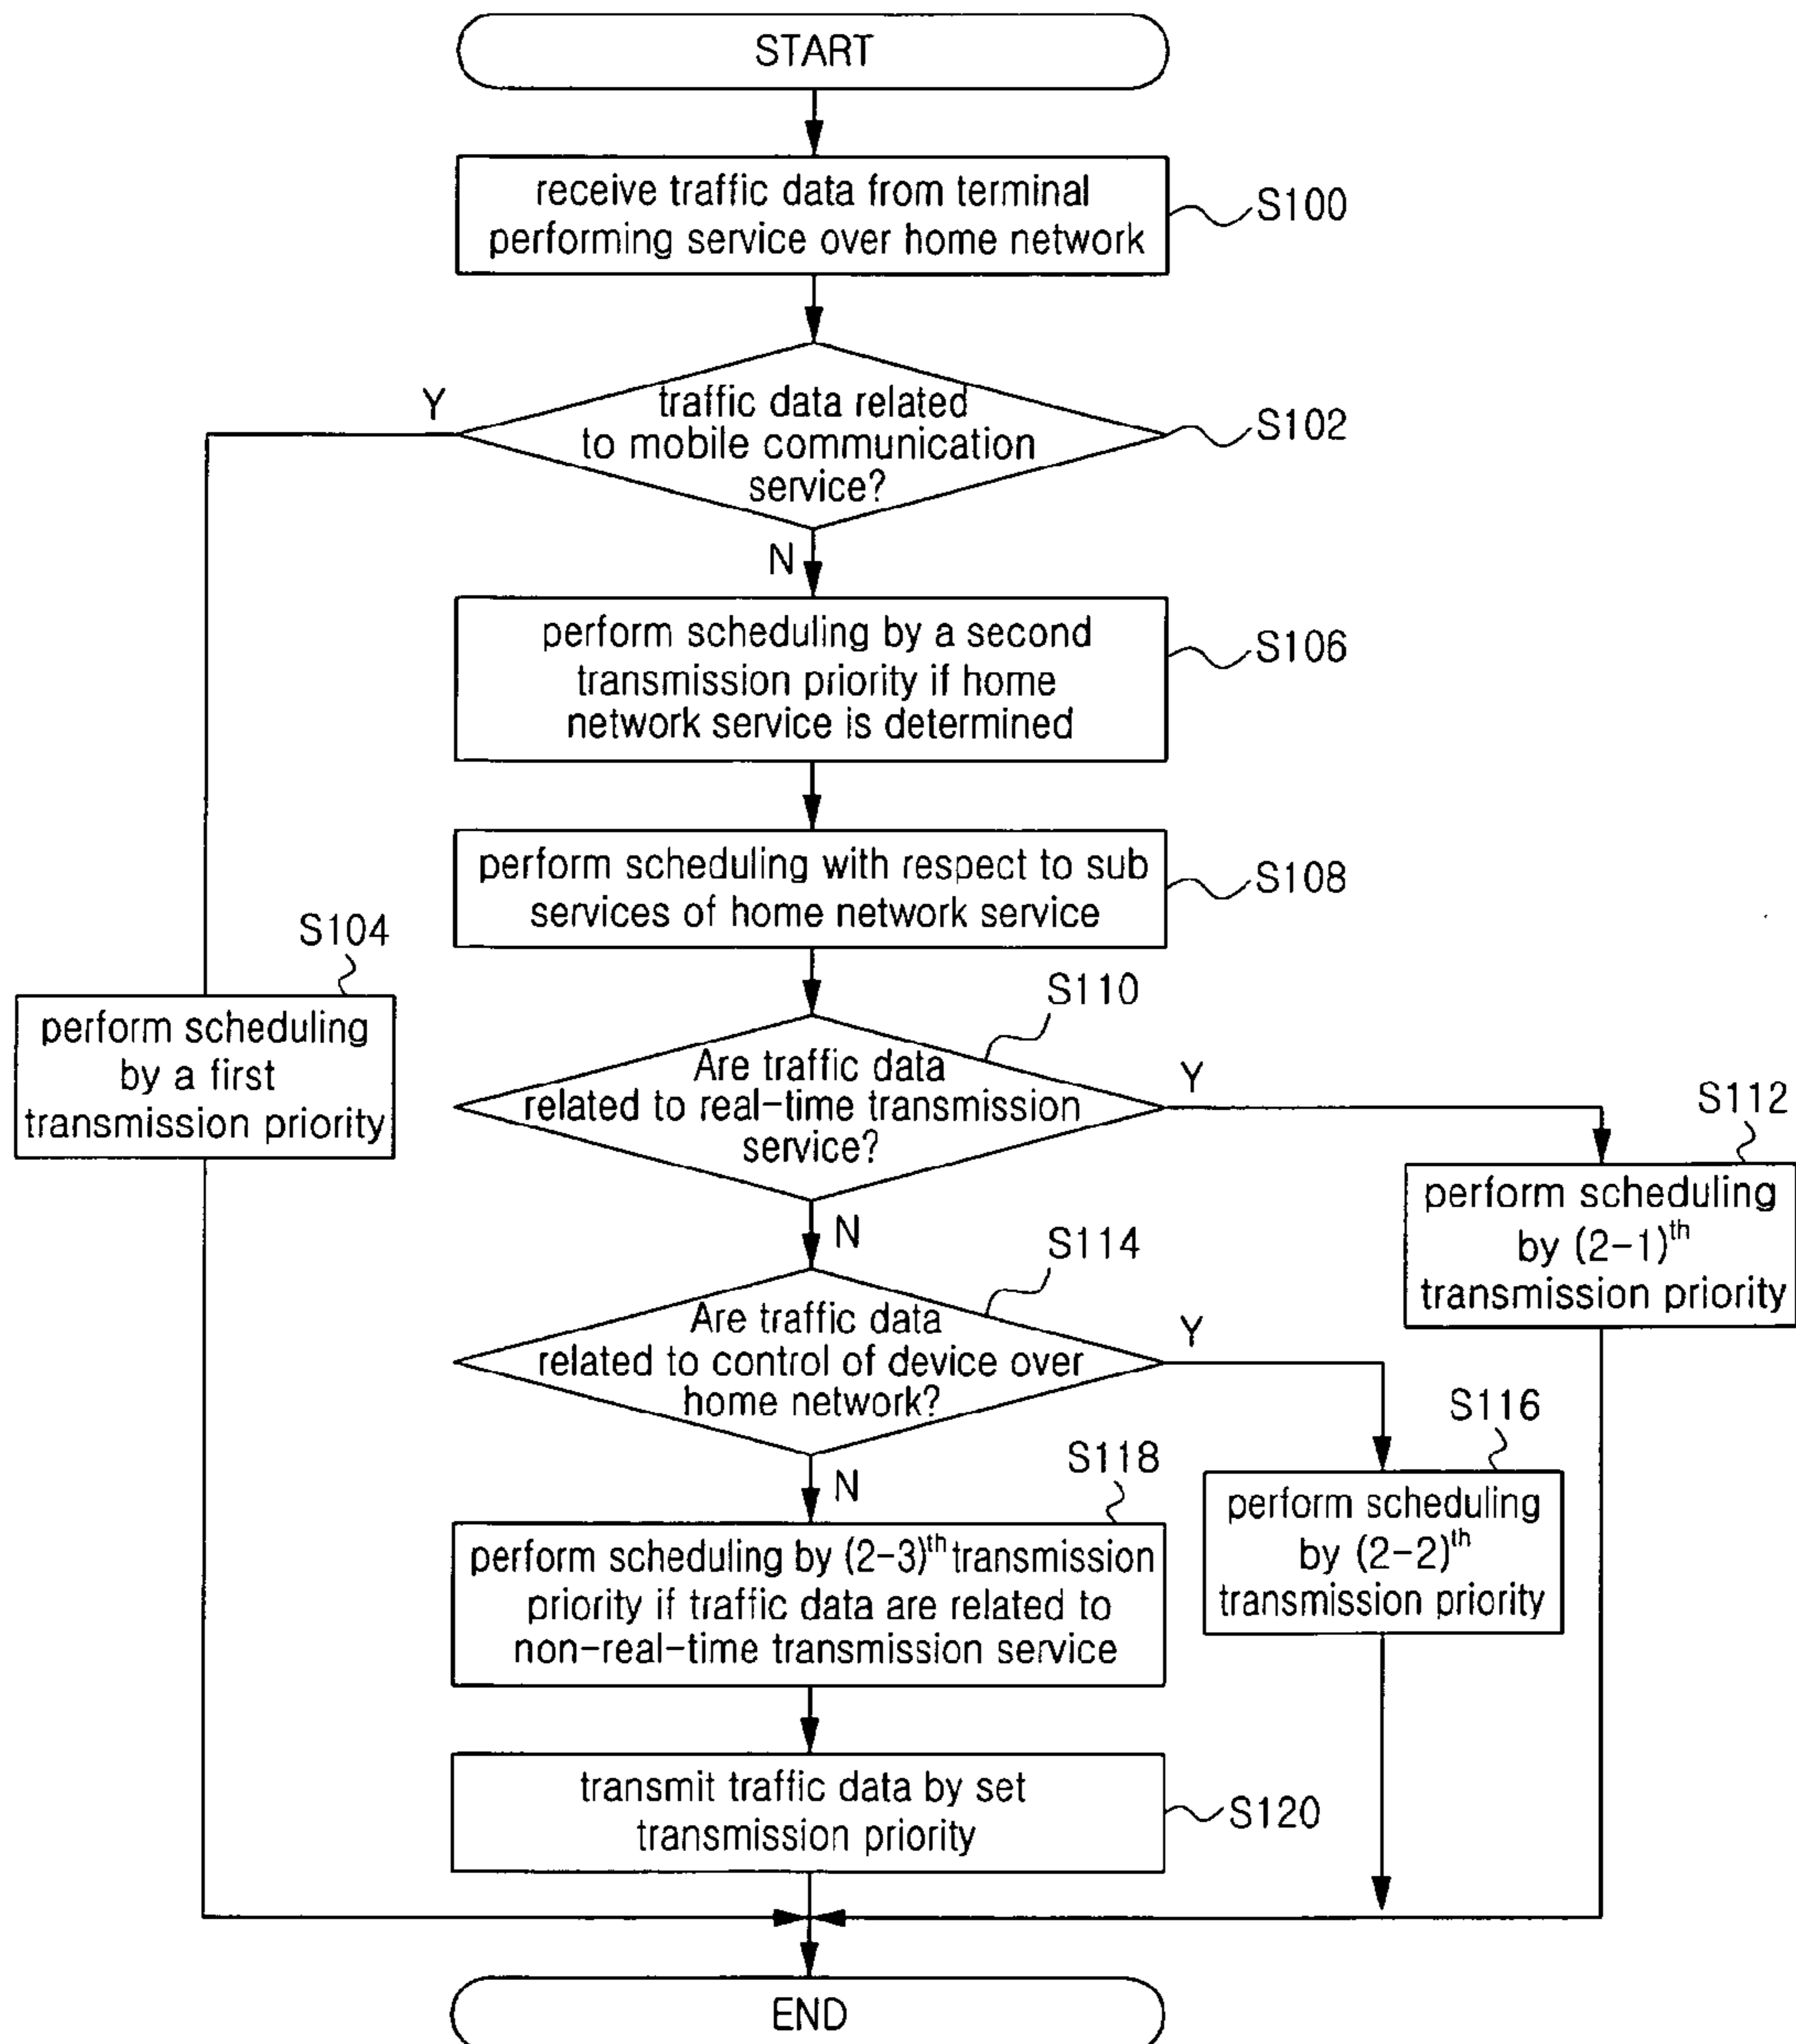 START
receive traffic data from terminal
performing service over home network
S100
traffic data related
to mobile communication
service?
S102
Y
N
perform scheduling by a second
transmission priority if home
network service is determined
S106
perform scheduling with respect to sub
services of home network service
S108
S104
perform scheduling
by a first
transmission priority
S110
Are traffic data
related to real-time transmission
service?
Y
N
S112
perform scheduling
by (2-1)th
transmission priority
S114
Are traffic data
related to control of device over
home network?
Y
N
S116
perform scheduling
by (2-2)th
transmission priority
S118
perform scheduling by (2-3)th transmission
priority if traffic data are related to
non-real-time transmission service
transmit traffic data by set
transmission priority
S120
END